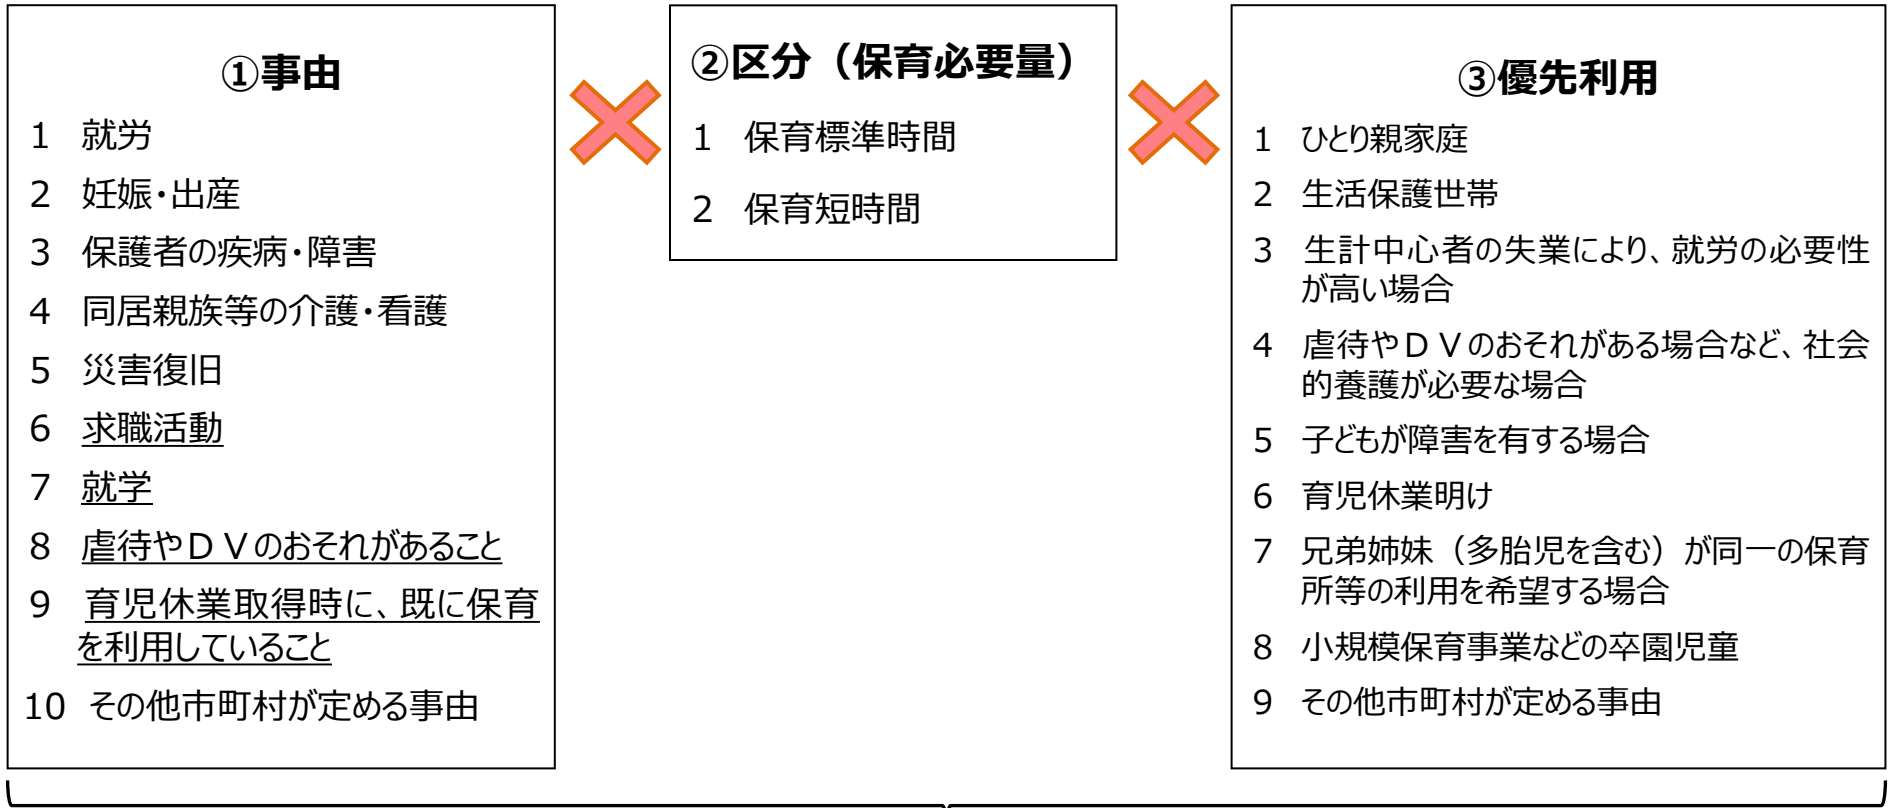 ①事由
1 就労
2 妊娠・出産
3 保護者の疾病・障害
4 同居親族等の介護・看護
5 災害復旧
6 求職活動
7 就学
8 虐待やＤＶのおそれがあること
9 育児休業取得時に、既に保育
を利用していること
10 その他市町村が定める事由
②区分（保育必要量）
1 保育標準時間
2 保育短時間
③優先利用
1 ひとり親家庭
2 生活保護世帯
3 生計中心者の失業により、就労の必要性
が高い場合
4 虐待やＤＶのおそれがある場合など、社会
的養護が必要な場合
5 子どもが障害を有する場合
6 育児休業明け
7 兄弟姉妹（多胎児を含む）が同一の保育
所等の利用を希望する場合
8 小規模保育事業などの卒園児童
9 その他市町村が定める事由